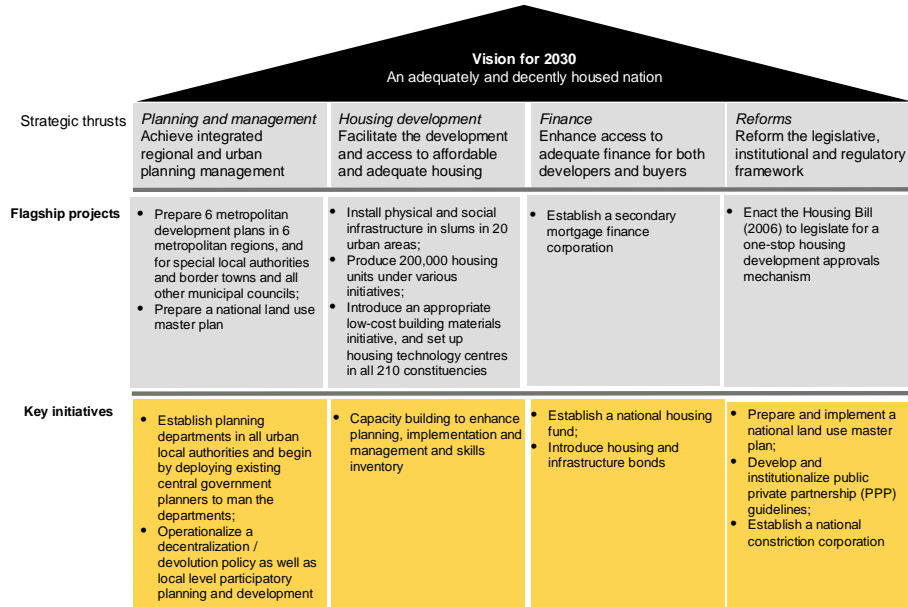 Vision for 2030
An adequately and decently housed nation
Strategic thrusts
Planning and management
Achieve integrated
regional and urban
planning management
Housing development
Facilitate the development
and access to affordable
and adequate housing
Finance
Enhance access to
adequate finance for both
developers and buyers
Reforms
Reform the legislative,
institutional and regulatory
framework
Flagship projects
• Prepare 6 metropolitan
development plans in 6
metropolitan regions, and
for special local authorities
and border towns and all
other municipal councils;
• Prepare a national land use
master plan
• Install physical and social
infrastructure in slums in 20
urban areas;
• Produce 200,000 housing
units under various
initiatives;
• Introduce an appropriate
low-cost building materials
initiative, and set up
housing technology centres
in all 210 constituencies
• Establish a secondary
mortgage finance
corporation
• Enact the Housing Bill
(2006) to legislate for a
one-stop housing
development approvals
mechanism
Key initiatives
• Establish planning
departments in all urban
local authorities and begin
by deploying existing
central government
planners to man the
departments;
• Operationalize a
decentralization /
devolution policy as well as
local level participatory
planning and development
• Capacity building to enhance
planning, implementation and
management and skills
inventory
• Establish a national housing
fund;
• Introduce housing and
infrastructure bonds
• Prepare and implement a
national land use master
plan;
• Develop and
institutionalize public
private partnership (PPP)
guidelines;
• Establish a national
constriction corporation